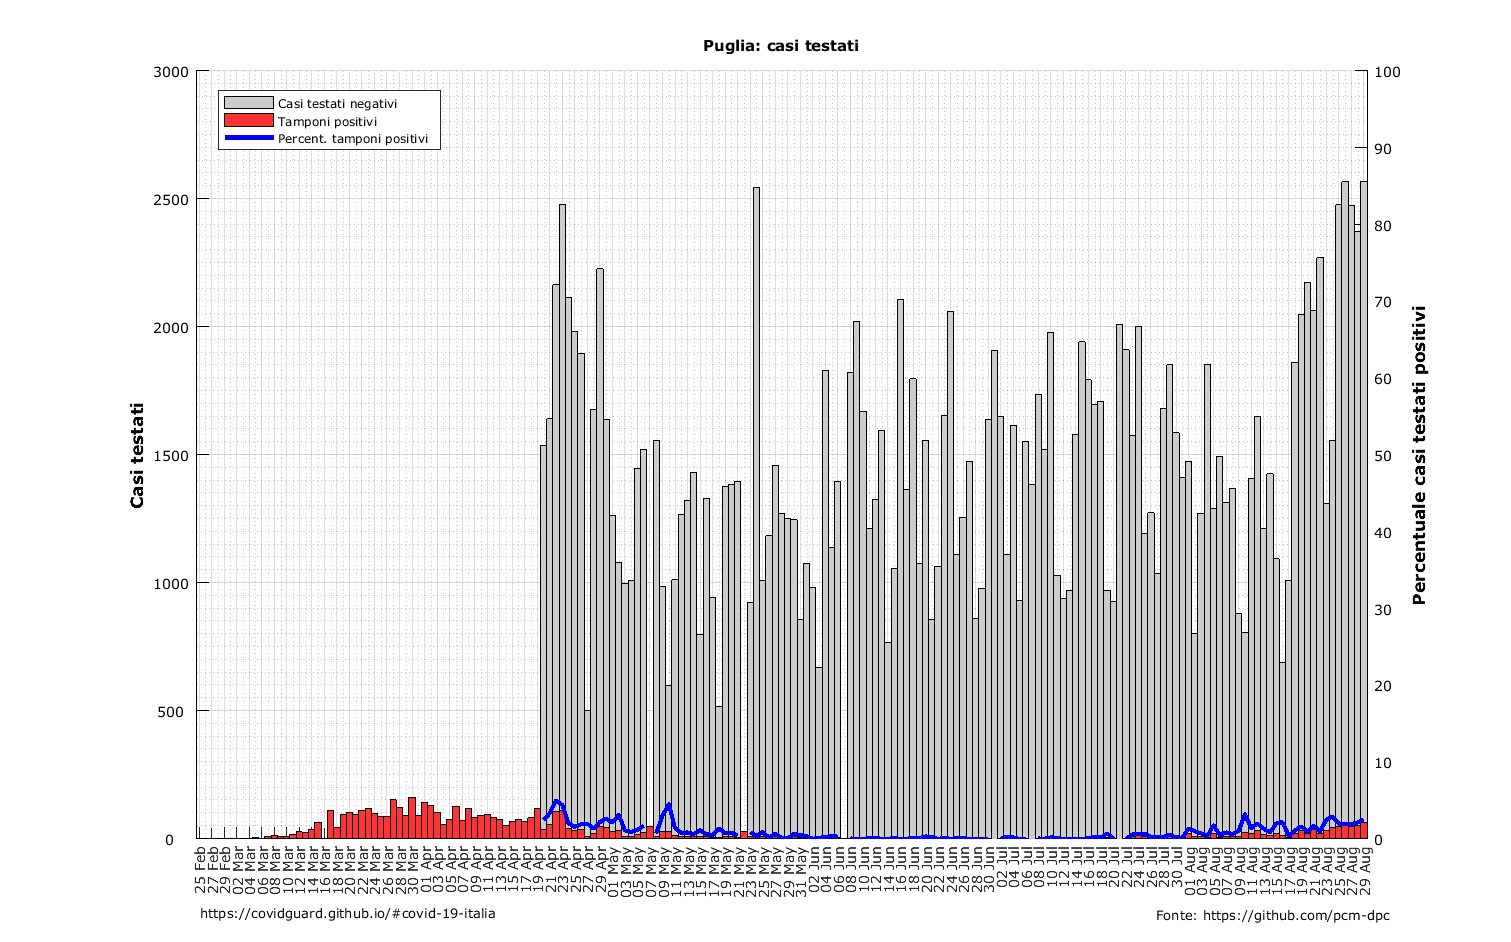 Puglia: casi testati
Casi testati negativi
Tamponi positivi
Percent. tamponi positivi
3000
2500
2000
1500
1000
500
0
Casi testati
100
90
80
70
60
50
40
30
20
10
0
Percentuale casi testati positivi
25 Feb
27 Feb
29 Feb
02 Mar
04 Mar
06 Mar
08 Mar
10 Mar
12 Mar
14 Mar
16 Mar
18 Mar
20 Mar
22 Mar
24 Mar
26 Mar
28 Mar
30 Mar
01 Apr
03 Apr
05 Apr
07 Apr
09 Apr
11 Apr
13 Apr
15 Apr
17 Apr
19 Apr
21 Apr
23 Apr
25 Apr
27 Apr
29 Apr
01 May
03 May
05 May
07 May
09 May
11 May
13 May
15 May
17 May
19 May
21 May
23 May
25 May
27 May
29 May
31 May
02 Jun
04 Jun
06 Jun
08 Jun
10 Jun
12 Jun
14 Jun
16 Jun
18 Jun
20 Jun
22 Jun
24 Jun
26 Jun
28 Jun
30 Jun
02 Jul
04 Jul
06 Jul
08 Jul
10 Jul
12 Jul
14 Jul
16 Jul
18 Jul
20 Jul
22 Jul
24 Jul
26 Jul
28 Jul
30 Jul
01 Aug
03 Aug
05 Aug
07 Aug
09 Aug
11 Aug
13 Aug
15 Aug
17 Aug
19 Aug
21 Aug
23 Aug
25 Aug
27 Aug
29 Aug
https://covidguard.github.io/#covid-19-italia
Fonte: https://github.com/pcm-dpc